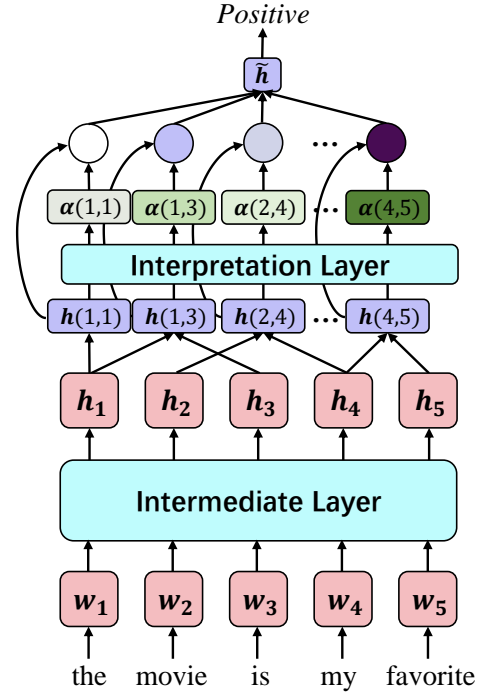 Positive
h̃
...
α(1,1) α(1,3) α(2,4) ... α(4,5)
Interpretation Layer
h(1,1) h(1,3) h(2,4) ... h(4,5)
h₁ h₂ h₃ h₄ h₅
Intermediate Layer
w₁ w₂ w₃ w₄ w₅
the movie is my favorite